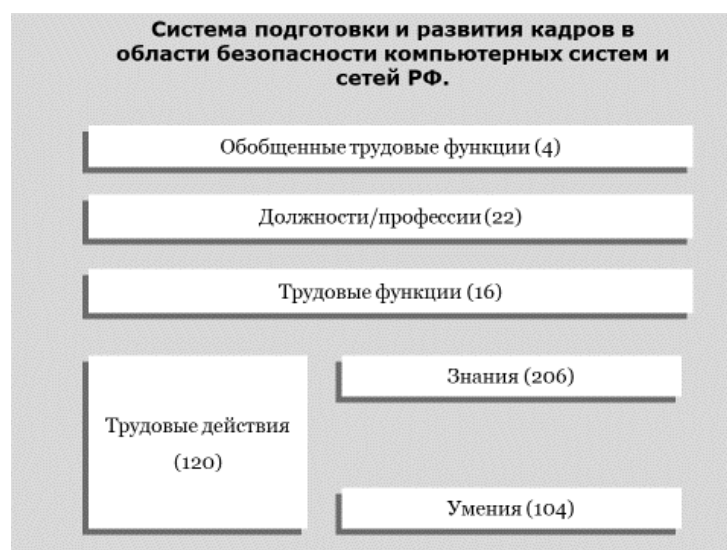 Система подготовки и развития кадров в
области безопасности компьютерных систем и
сетей РФ.
Обобщенные трудовые функции (4)
Должности/профессии (22)
Трудовые функции (16)
Трудовые действия
(120)
Знания (206)
Умения (104)